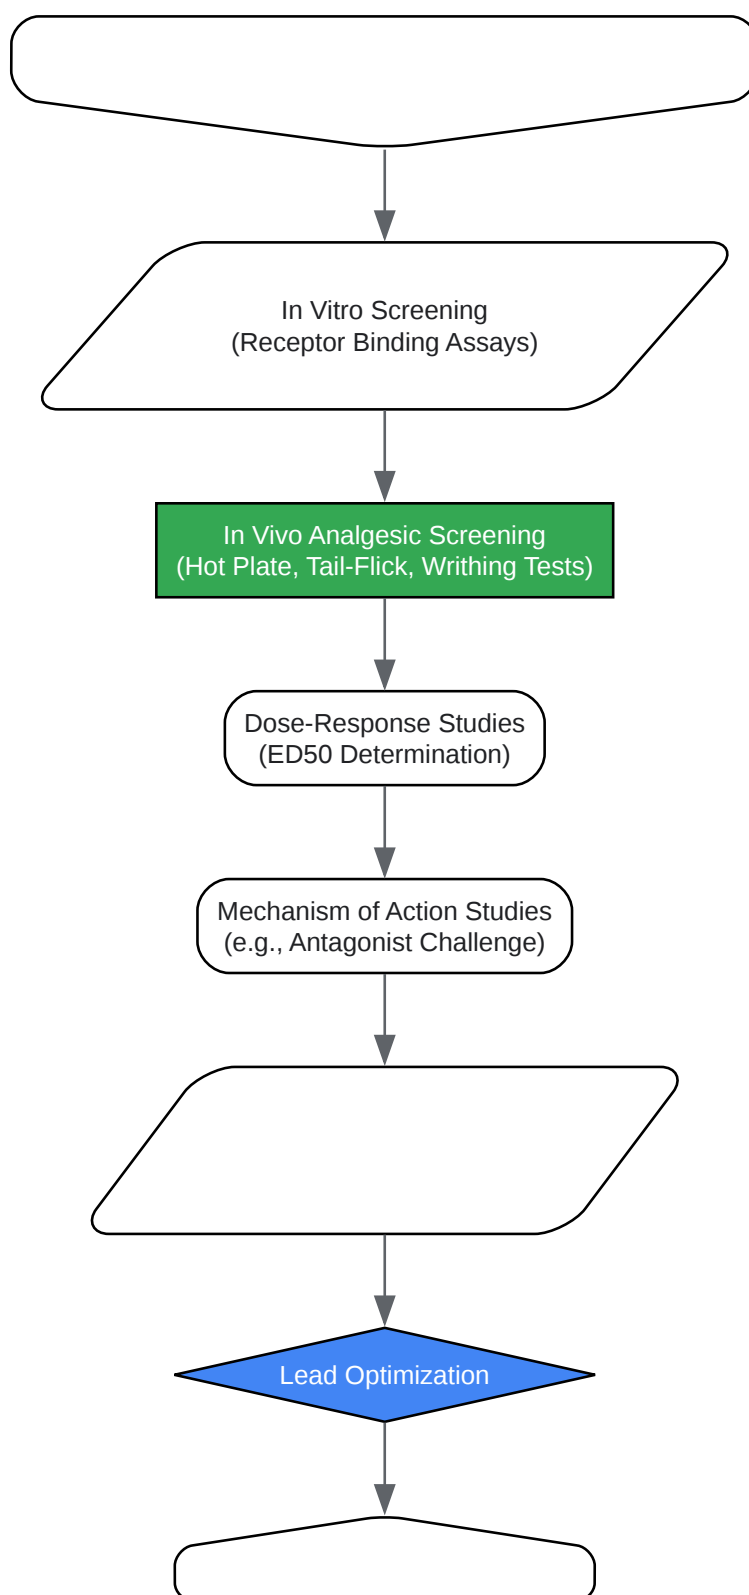 In Vitro Screening
(Receptor Binding Assays)
In Vivo Analgesic Screening
(Hot Plate, Tail-Flick, Writhing Tests)
Dose-Response Studies
(ED50 Determination)
Mechanism of Action Studies
(e.g., Antagonist Challenge)
Lead Optimization